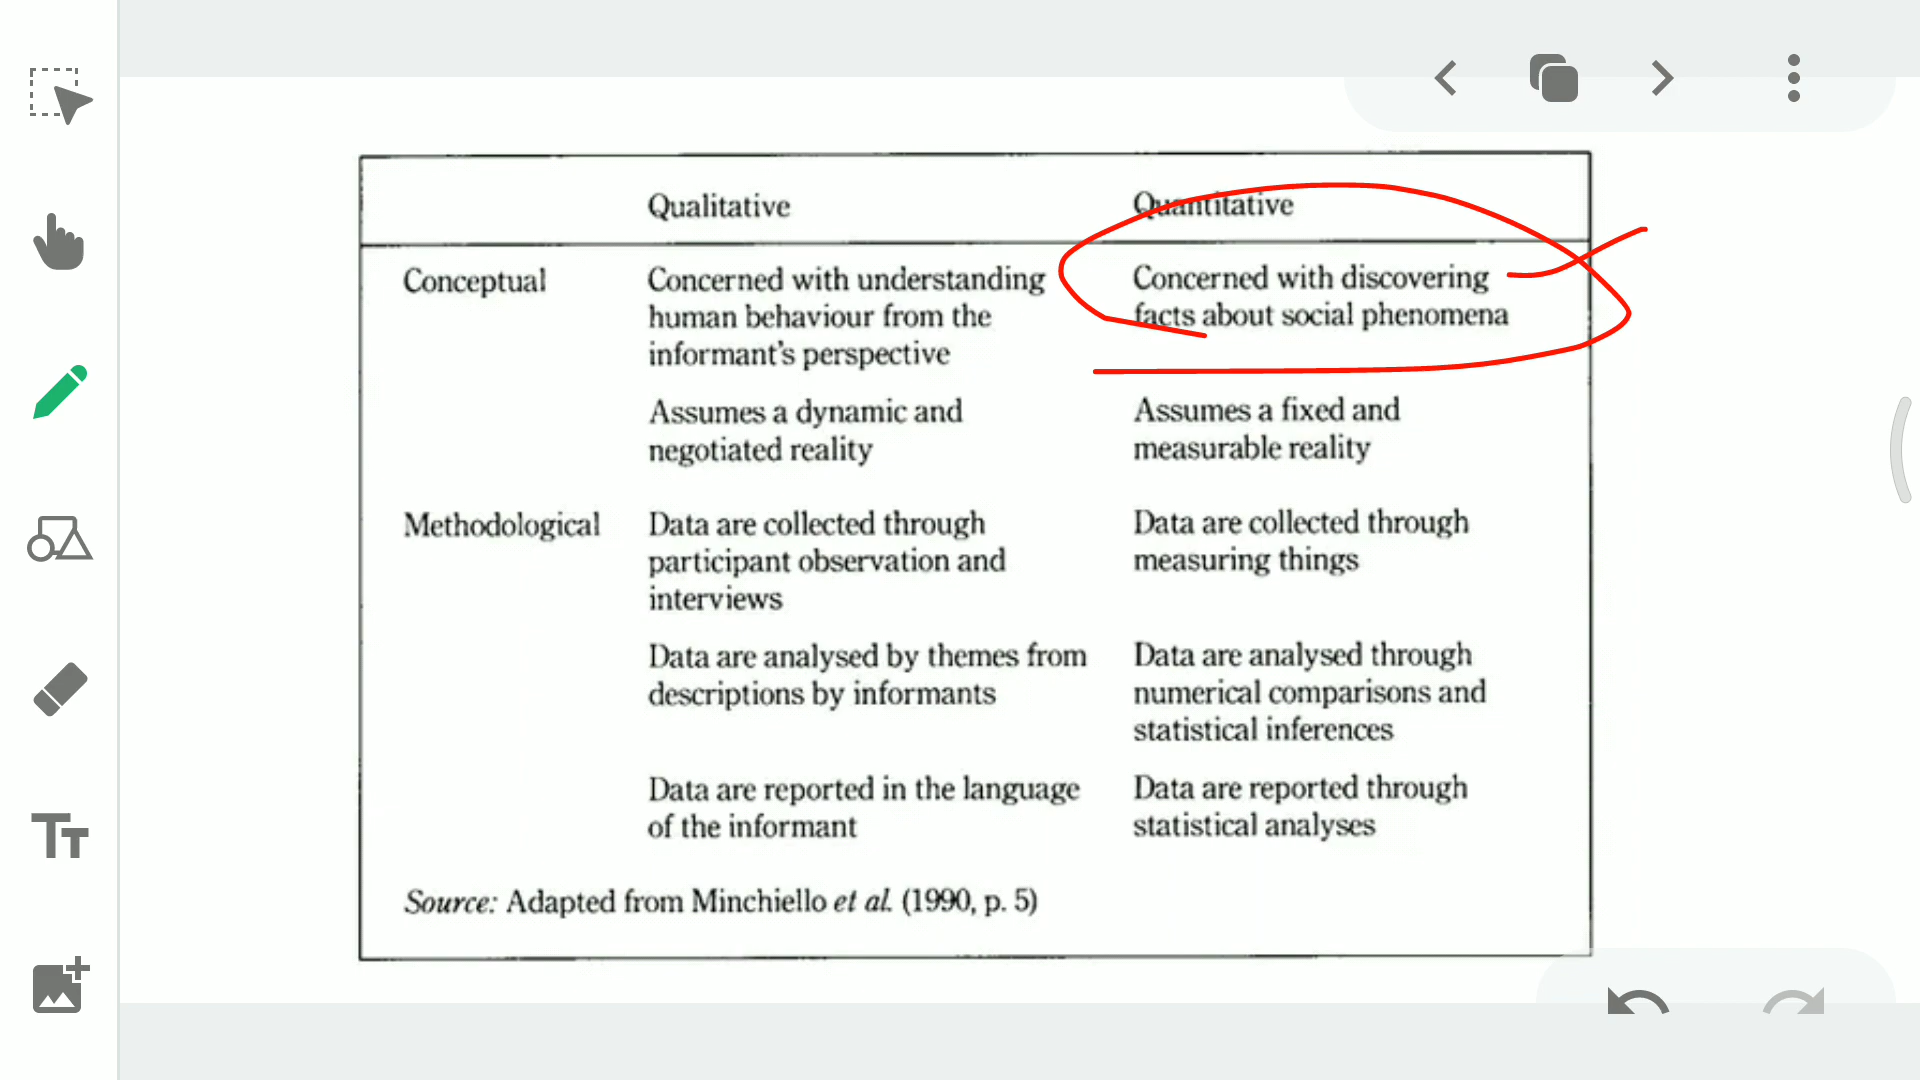 Qualitative Quantitative
Conceptual Concerned with understanding Concerned with discovering
human behaviour from the facts about social phenomena
informant's perspective
Assumes a dynamic and Assumes a fixed and
negotiated reality measurable reality
Methodological Data are collected through Data are collected through
participant observation and measuring things
interviews
Data are analysed by themes from Data are analysed through
descriptions by informants numerical comparisons and
statistical inferences
Data are reported in the language Data are reported through
of the informant statistical analyses
Source: Adapted from Minchiello et al. (1990, p. 5)
TT